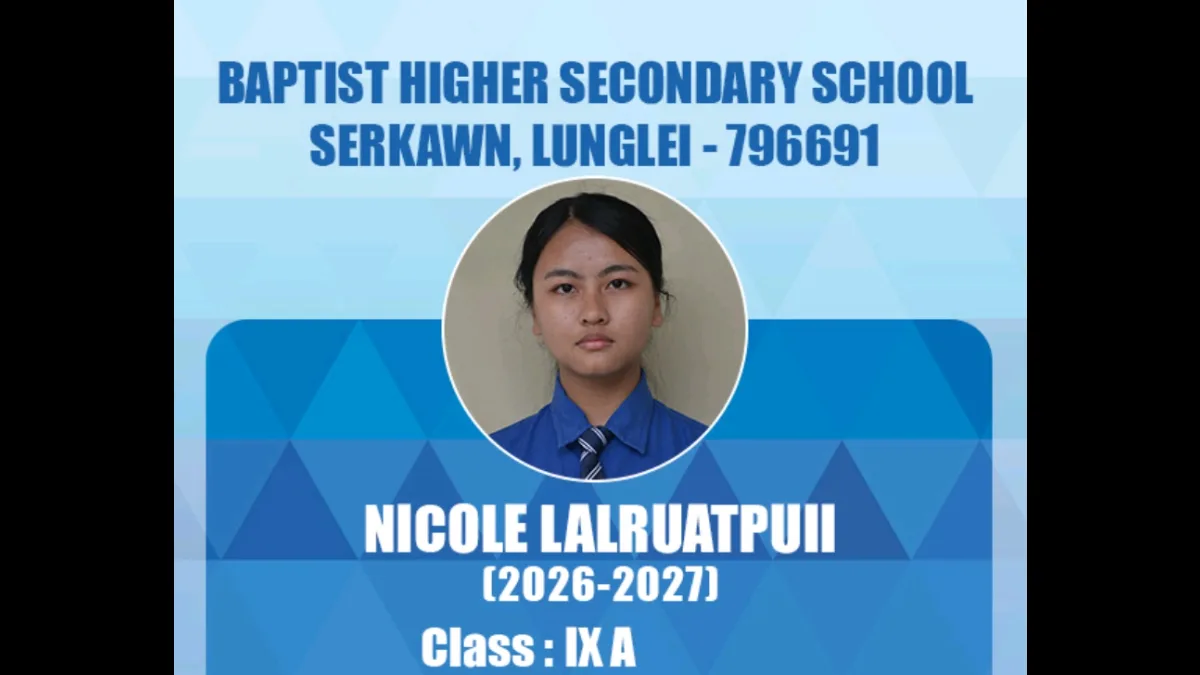 BAPTIST HIGHER SECONDARY SCHOOL
SERKAWN, LUNGLEI - 796691
NICOLE LALRUATPUII
(2026-2027)
Class : IX A